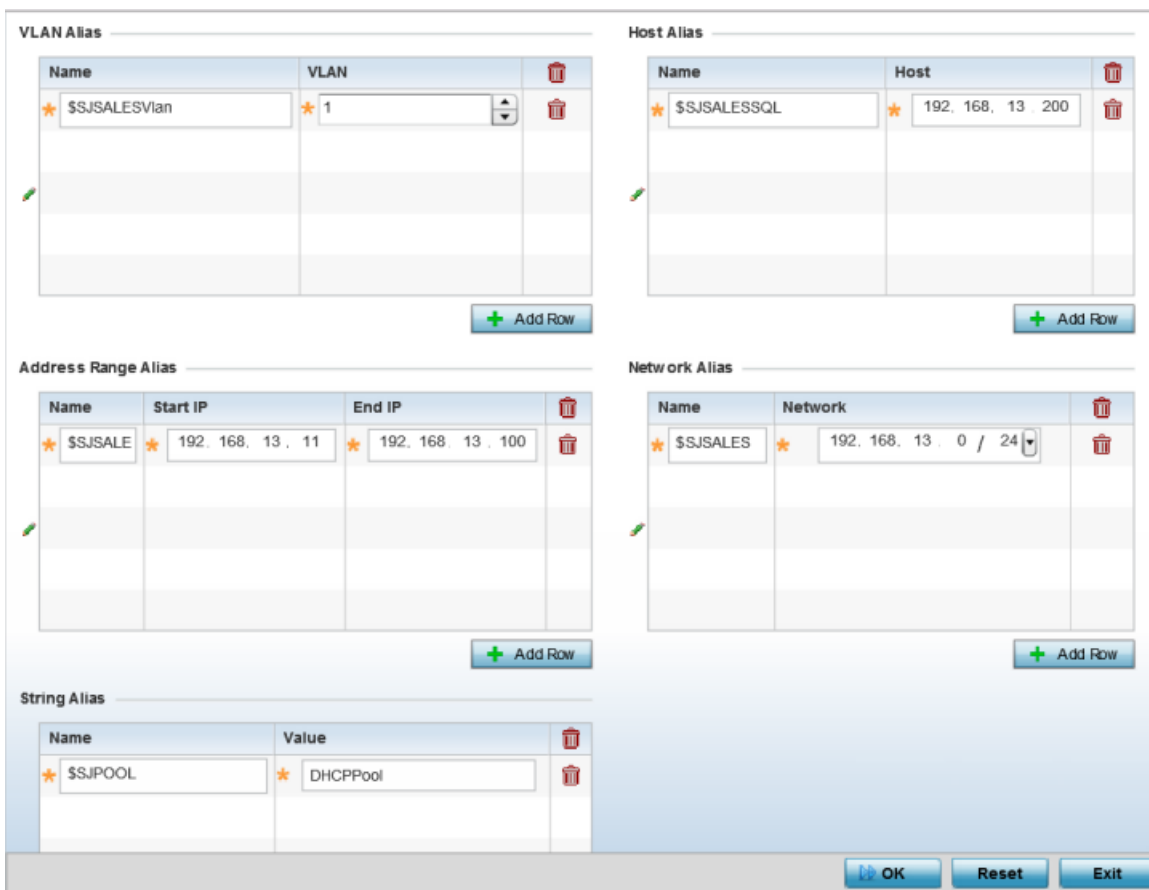 VLAN Alias
Name VLAN
$SJSALESVlan 1
Add Row
Host Alias
Name Host
$SJSALESSQL 192. 168. 13 . 200
Add Row
Address Range Alias
Name Start IP End IP
$SJSALE 192. 168. 13 . 11 192. 168. 13 . 100
Add Row
Network Alias
Name Network
$SJSALES 192. 168. 13 . 0 / 24
Add Row
String Alias
Name Value
$SJPOOL DHCPPool
OK Reset Exit